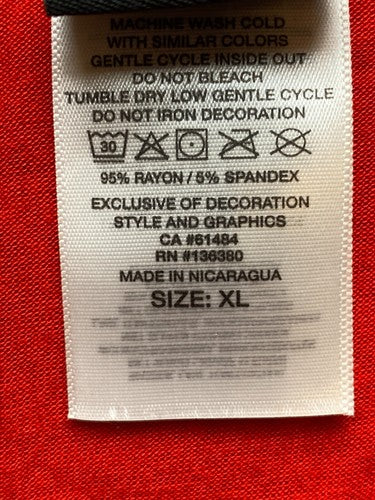 MACHINE WASH COLD
WITH SIMILAR COLORS
GENTLE CYCLE INSIDE OUT
DO NOT BLEACH
TUMBLE DRY LOW GENTLE CYCLE
DO NOT IRON DECORATION
30
95% RAYON / 5% SPANDEX
EXCLUSIVE OF DECORATION
STYLE AND GRAPHICS
CA #61484
RN #136380
MADE IN NICARAGUA
SIZE: XL